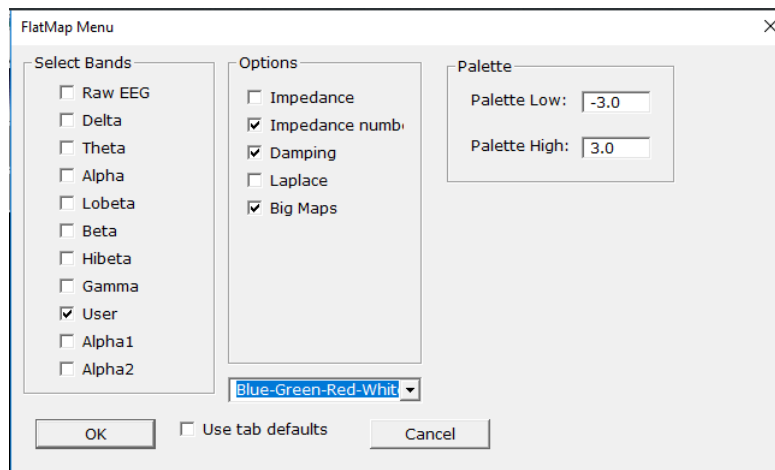 FlatMap Menu
Select Bands
Raw EEG
Delta
Theta
Alpha
Lobeta
Beta
Hibeta
Gamma
User
Alpha1
Alpha2
Options
Impedance
Impedance numb
Damping
Laplace
Big Maps
Blue-Green-Red-Whit
Palette
Palette Low: -3.0
Palette High: 3.0
OK
Use tab defaults
Cancel